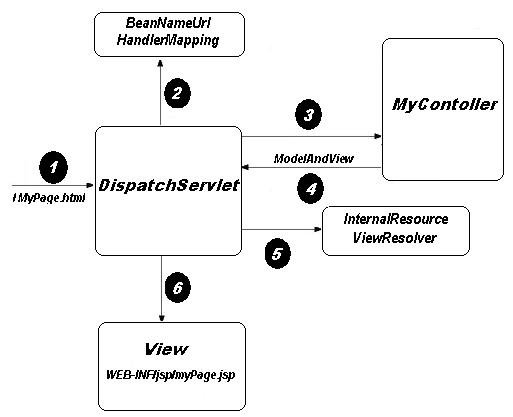 BeanNameUrl
HandlerMapping
2
3
MyContoller
1
DispatchServlet
ModelAndView
4
/MyPage.html
InternalResource
ViewResolver
5
6
View
WEB-INF/jsp/myPage.jsp